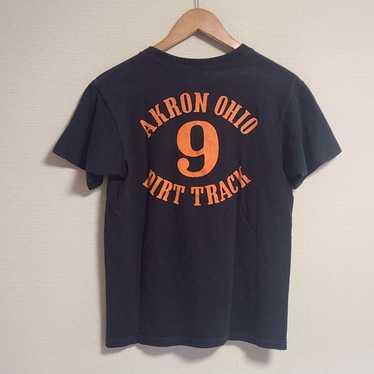 AKRON OHIO
9
DIRT TRACK